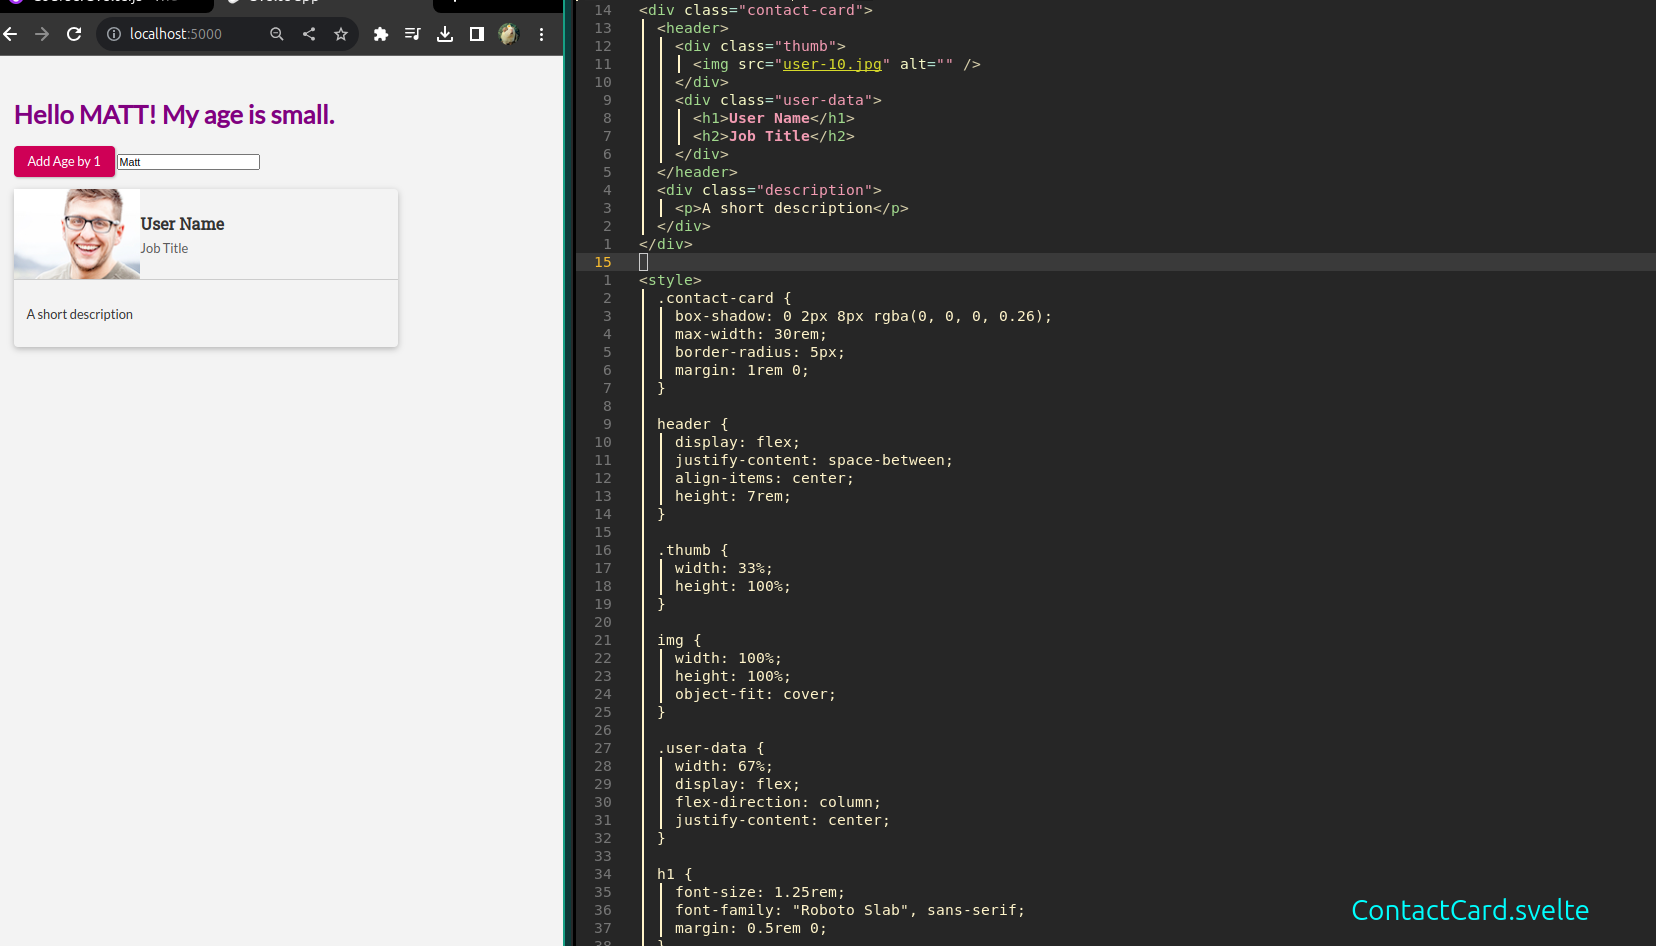 localhost:5000
Hello MATT! My age is small.
Add Age by 1
Matt
User Name
Job Title
A short description
14 <div class="contact-card">
13 <header>
12 <div class="thumb">
11 <img src="user-10.jpg" alt="" />
10 </div>
9 <div class="user-data">
8 <h1>User Name</h1>
7 <h2>Job Title</h2>
6 </div>
5 </header>
4 <div class="description">
3 <p>A short description</p>
2 </div>
1 </div>
15
1 <style>
2 .contact-card {
3 box-shadow: 0 2px 8px rgba(0, 0, 0, 0.26);
4 max-width: 30rem;
5 border-radius: 5px;
6 margin: 1rem 0;
7 }
8
9 header {
10 display: flex;
11 justify-content: space-between;
12 align-items: center;
13 height: 7rem;
14 }
15
16 .thumb {
17 width: 33%;
18 height: 100%;
19 }
20
21 img {
22 width: 100%;
23 height: 100%;
24 object-fit: cover;
25 }
26
27 .user-data {
28 width: 67%;
29 display: flex;
30 flex-direction: column;
31 justify-content: center;
32 }
33
34 h1 {
35 font-size: 1.25rem;
36 font-family: "Roboto Slab", sans-serif;
37 margin: 0.5rem 0;
38 }
ContactCard.svelte